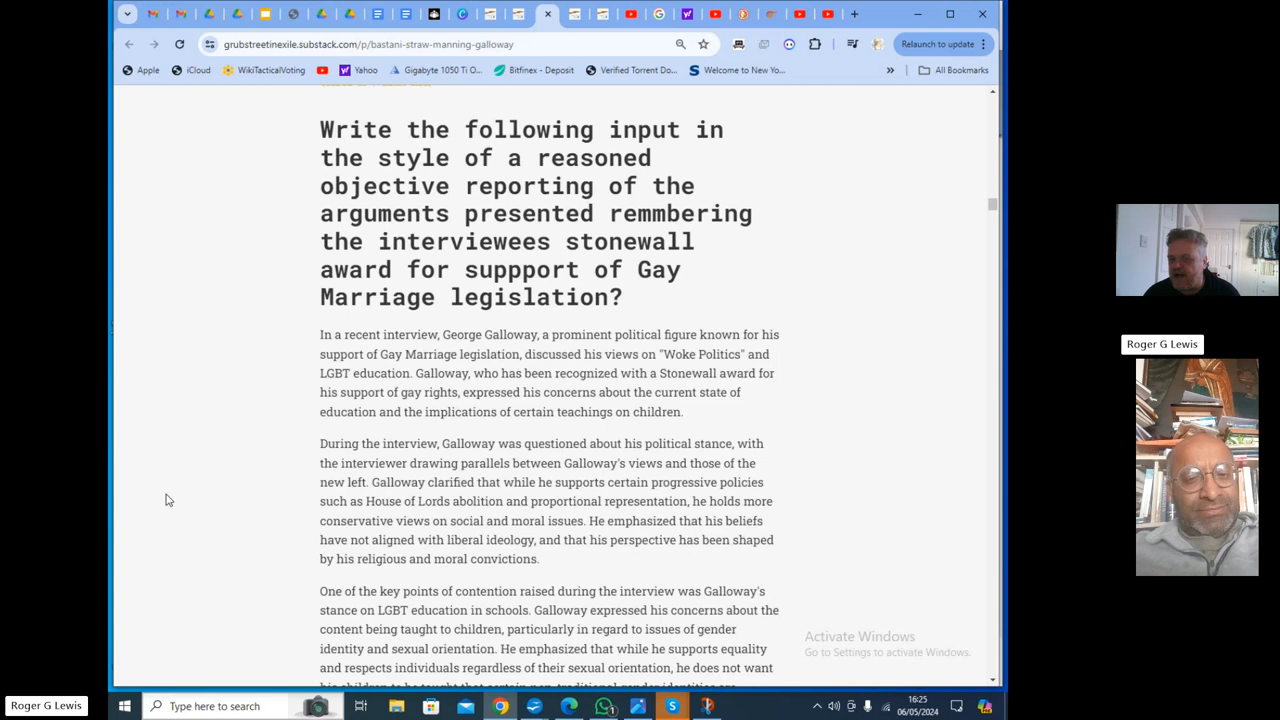 grubstreetinexile.substack.com/p/bastani-straw-manning-galloway
Relaunch to update
Apple
iCloud
WikiTacticalVoting
Yahoo
Gigabyte 1050 Ti O...
Bitfinex - Deposit
Verified Torrent Do...
Welcome to New Yo...
»
All Bookmarks
Write the following input in
the style of a reasoned
objective reporting of the
arguments presented remmbering
the interviewees stonewall
award for suppport of Gay
Marriage legislation?
In a recent interview, George Galloway, a prominent political figure known for his
support of Gay Marriage legislation, discussed his views on "Woke Politics" and
LGBT education. Galloway, who has been recognized with a Stonewall award for
his support of gay rights, expressed his concerns about the current state of
education and the implications of certain teachings on children.
During the interview, Galloway was questioned about his political stance, with
the interviewer drawing parallels between Galloway's views and those of the
new left. Galloway clarified that while he supports certain progressive policies
such as House of Lords abolition and proportional representation, he holds more
conservative views on social and moral issues. He emphasized that his beliefs
have not aligned with liberal ideology, and that his perspective has been shaped
by his religious and moral convictions.
One of the key points of contention raised during the interview was Galloway's
stance on LGBT education in schools. Galloway expressed his concerns about the
content being taught to children, particularly in regard to issues of gender
identity and sexual orientation. He emphasized that while he supports equality
and respects individuals regardless of their sexual orientation, he does not want
Activate Windows
Go to Settings to activate Windows.
Roger G Lewis
Roger G Lewis
Type here to search
1
16:25
06/05/2024